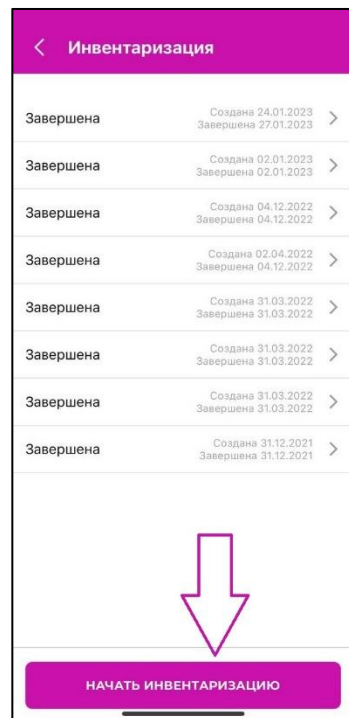 Инвентаризация
Завершена
Создана 24.01.2023
Завершена 27.01.2023
Завершена
Создана 02.01.2023
Завершена 02.01.2023
Завершена
Создана 04.12.2022
Завершена 04.12.2022
Завершена
Создана 02.04.2022
Завершена 04.12.2022
Завершена
Создана 31.03.2022
Завершена 31.03.2022
Завершена
Создана 31.03.2022
Завершена 31.03.2022
Завершена
Создана 31.03.2022
Завершена 31.03.2022
Завершена
Создана 31.12.2021
Завершена 31.12.2021
НАЧАТЬ ИНВЕНТАРИЗАЦИЮ